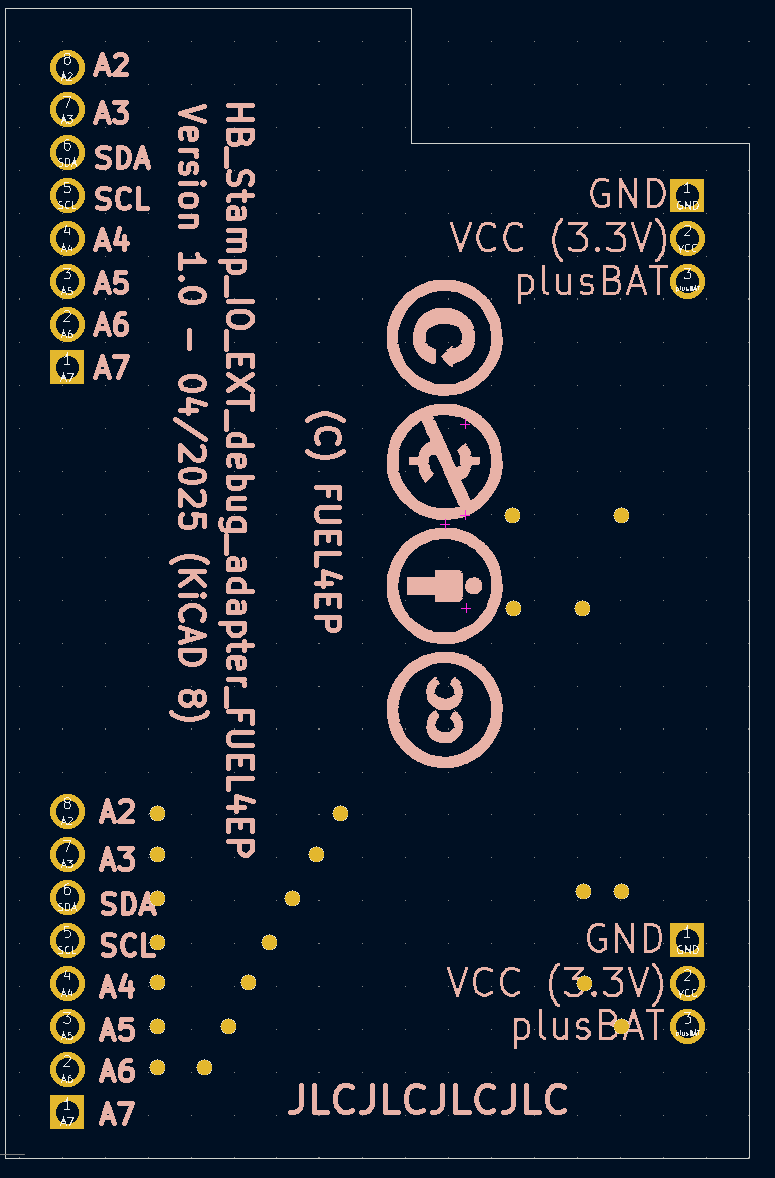 8
A2
A2
7
A3
A3
6
SDA
SDA
5
SCL
SCL
4
A4
A4
3
A5
A5
2
A6
A6
1
A7
A7
HB_Stamp_IO_EXT_debug_adapter_FUEL4EP
Version 1.0 - 04/2025 (KiCAD 8)
(C) FUEL4EP
GND
1
GND
VCC (3.3V)
2
VCC
plusBAT
3
plusBAT
C
$
cc
8
A2
A2
7
A3
A3
6
SDA
SDA
5
SCL
SCL
4
A4
A4
3
A5
A5
2
A6
A6
1
A7
A7
GND
1
GND
VCC (3.3V)
2
VCC
plusBAT
3
plusBAT
JLCJLCJLCJLC